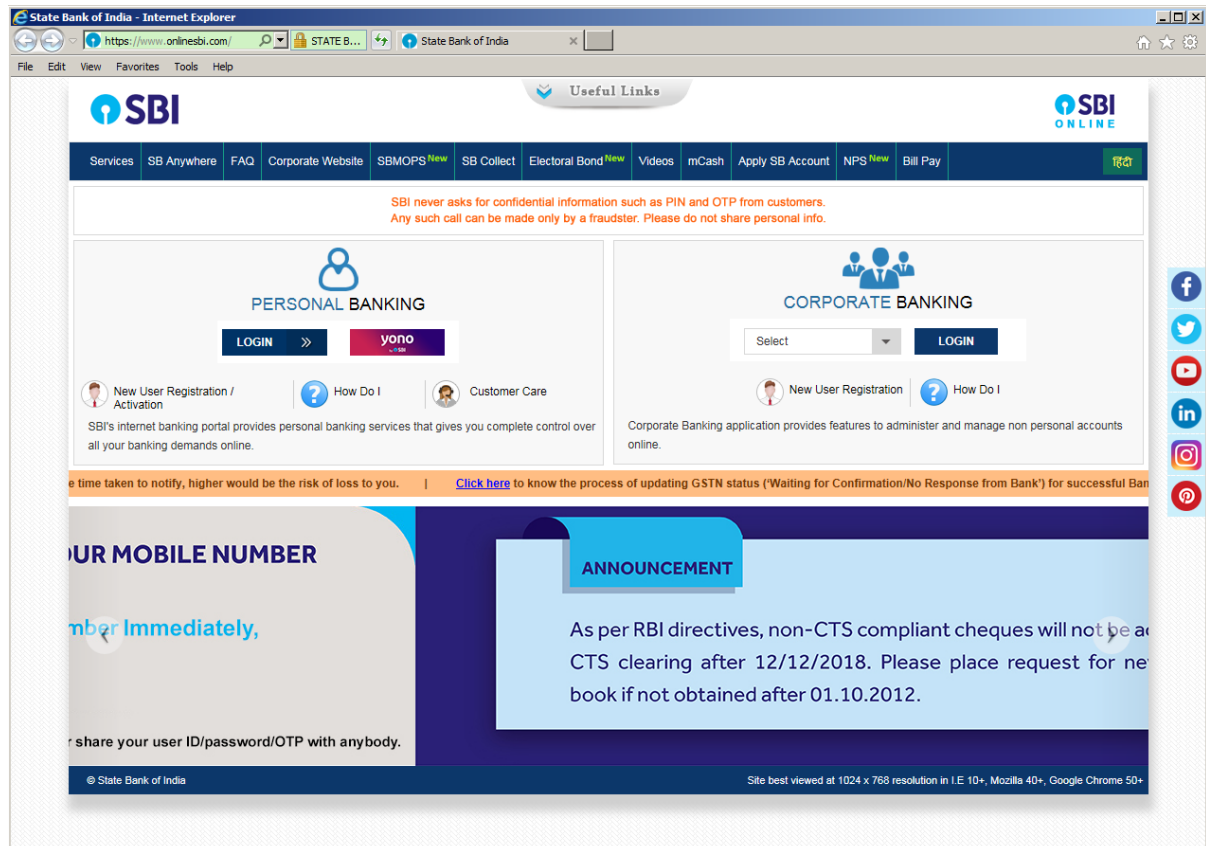 State Bank of India - Internet Explorer
https://www.onlinesbi.com/ STATE B... State Bank of India
File Edit View Favorites Tools Help
Useful Links
SBI
SBI
ONLINE
Services SB Anywhere FAQ Corporate Website SBMOPS New SB Collect Electoral Bond New Videos mCash Apply SB Account NPS New Bill Pay हिंदी
SBI never asks for confidential information such as PIN and OTP from customers.
Any such call can be made only by a fraudster. Please do not share personal info.
PERSONAL BANKING
LOGIN » yono
SBI
New User Registration /
Activation
How Do I
Customer Care
SBI's internet banking portal provides personal banking services that gives you complete control over
all your banking demands online.
CORPORATE BANKING
Select LOGIN
New User Registration
How Do I
Corporate Banking application provides features to administer and manage non personal accounts
online.
e time taken to notify, higher would be the risk of loss to you. | Click here to know the process of updating GSTN status (‘Waiting for Confirmation/No Response from Bank’) for successful Ban
OUR MOBILE NUMBER
mber Immediately,
r share your user ID/password/OTP with anybody.
ANNOUNCEMENT
As per RBI directives, non-CTS compliant cheques will not be ac
CTS clearing after 12/12/2018. Please place request for ne
book if not obtained after 01.10.2012.
© State Bank of India
Site best viewed at 1024 x 768 resolution in I.E 10+, Mozilla 40+, Google Chrome 50+